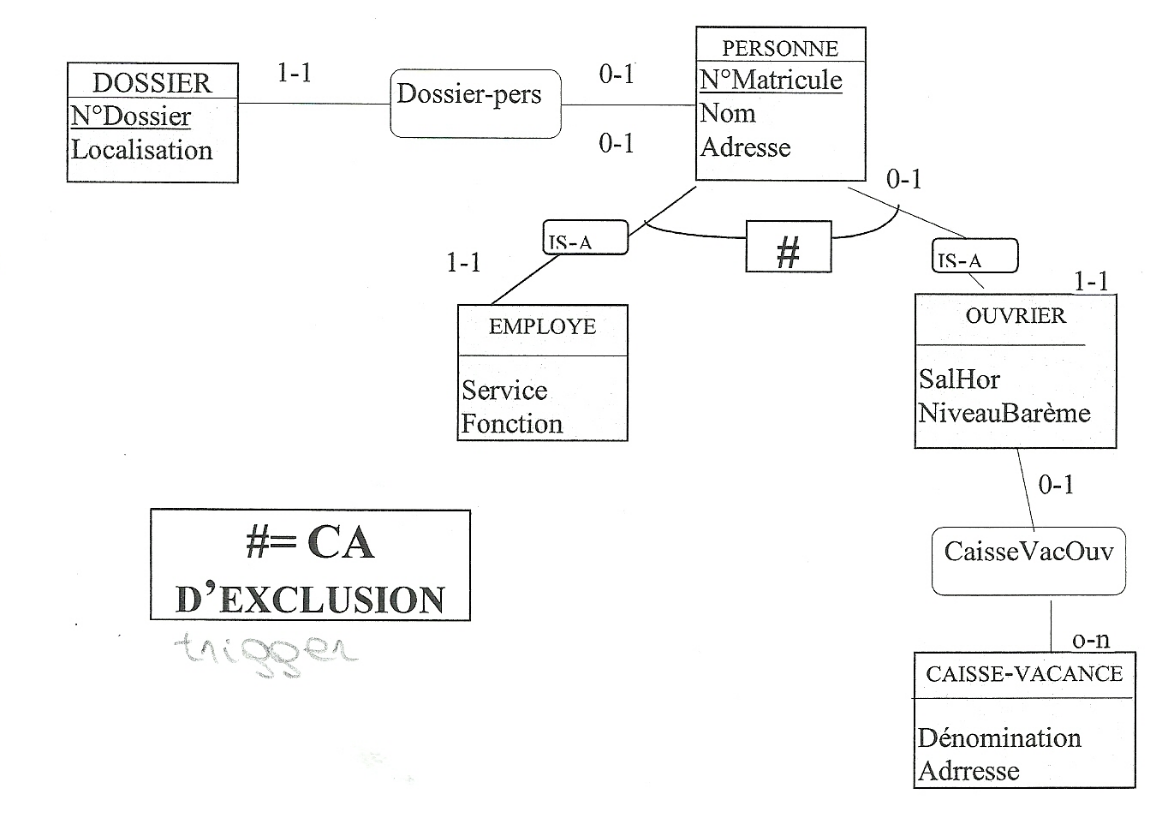 PERSONNE
N°Matricule
Nom
Adresse
DOSSIER
N°Dossier
Localisation
1-1
Dossier-pers
0-1
0-1
0-1
IS-A
#
IS-A
1-1
1-1
EMPLOYE
Service
Fonction
OUVRIER
SalHor
NiveauBarème
0-1
#= CA
D'EXCLUSION
trigger
CaisseVacOuv
o-n
CAISSE-VACANCE
Dénomination
Adrresse